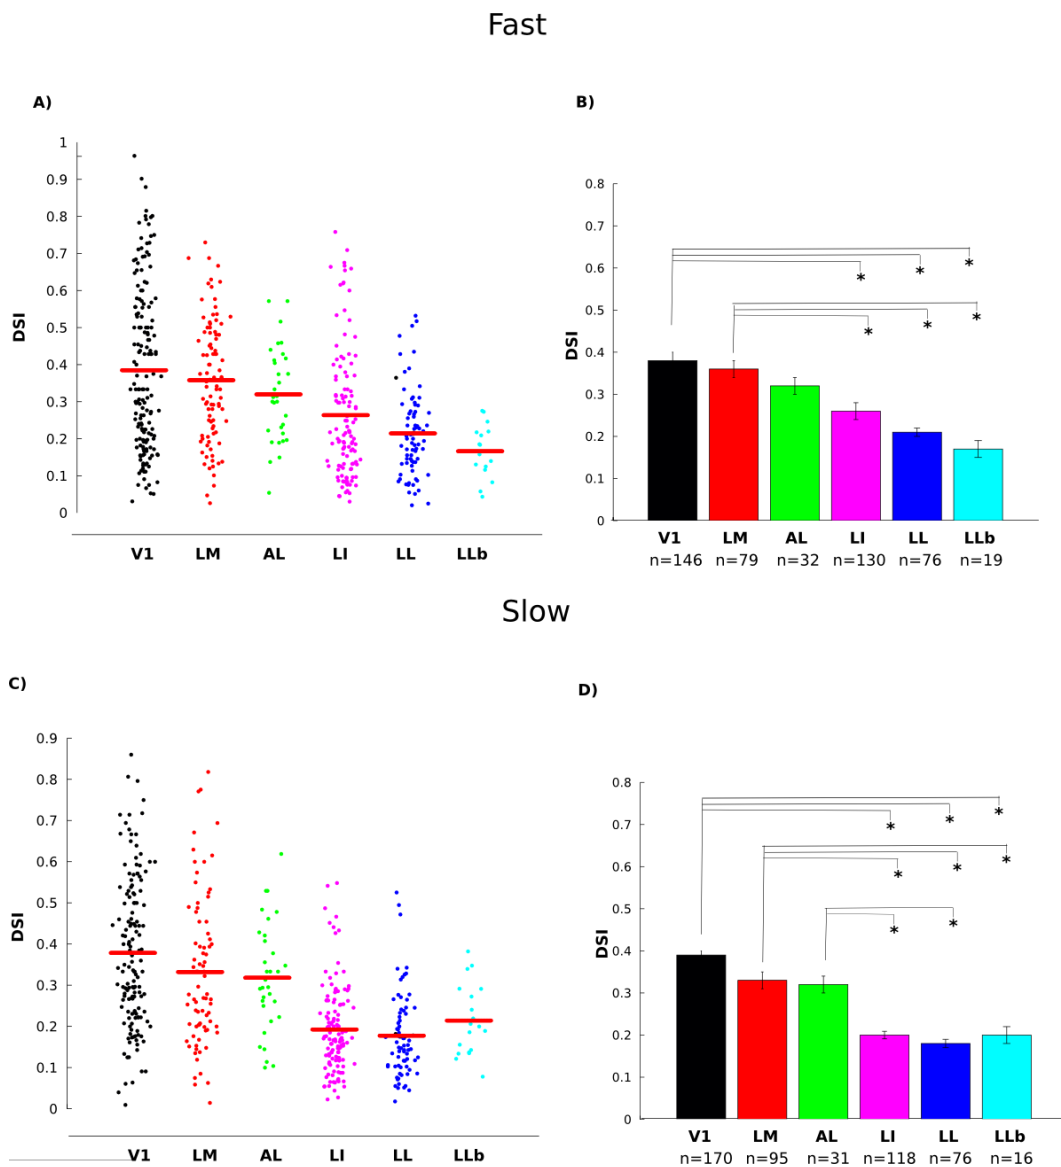 Fast
A)
B)
1
0.9
0.8
0.7
0.6
0.5
0.4
0.3
0.2
0.1
0
DSI
V1 LM AL LI LL LLb
0.8
0.7
0.6
0.5
0.4
0.3
0.2
0.1
0
DSI
* * *
* * *
V1 LM AL LI LL LLb
n=146 n=79 n=32 n=130 n=76 n=19
Slow
C)
D)
0.9
0.8
0.7
0.6
0.5
0.4
0.3
0.2
0.1
0
DSI
V1 LM AL LI LL LLb
0.8
0.7
0.6
0.5
0.4
0.3
0.2
0.1
0
DSI
* * *
* * *
* *
V1 LM AL LI LL LLb
n=170 n=95 n=31 n=118 n=76 n=16